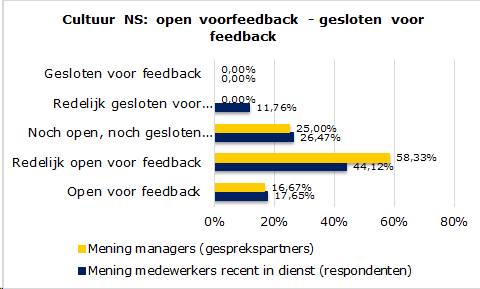 Cultuur NS: open voorfeedback - gesloten voor
feedback
Gesloten voor feedback
0,00%
0,00%
Redelijk gesloten voor...
0,00%
11,76%
Noch open, noch gesloten...
25,00%
26,47%
Redelijk open voor feedback
58,33%
44,12%
Open voor feedback
16,67%
17,65%
0% 20% 40% 60% 80%
Mening managers (gesprekspartners)
Mening medewerkers recent in dienst (respondenten)